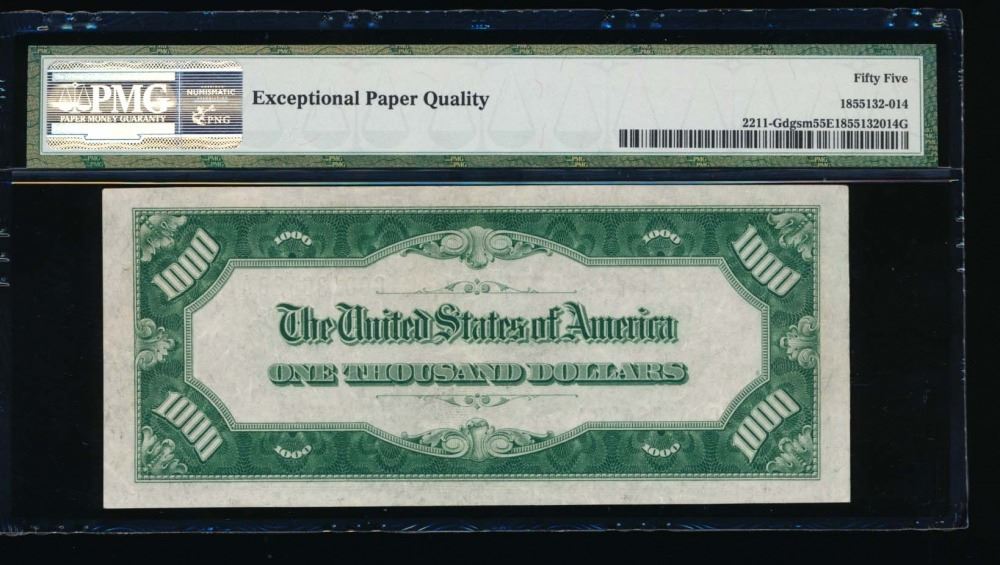 PMG
PAPER MONEY GUARANTY
NUMISMATIC
PNG
Exceptional Paper Quality
Fifty Five
1855132-014
2211-Gdgsm55E1855132014G
1000
1000
1000
1000
The United States of America
ONE THOUSAND DOLLARS
1000
1000
1000
1000